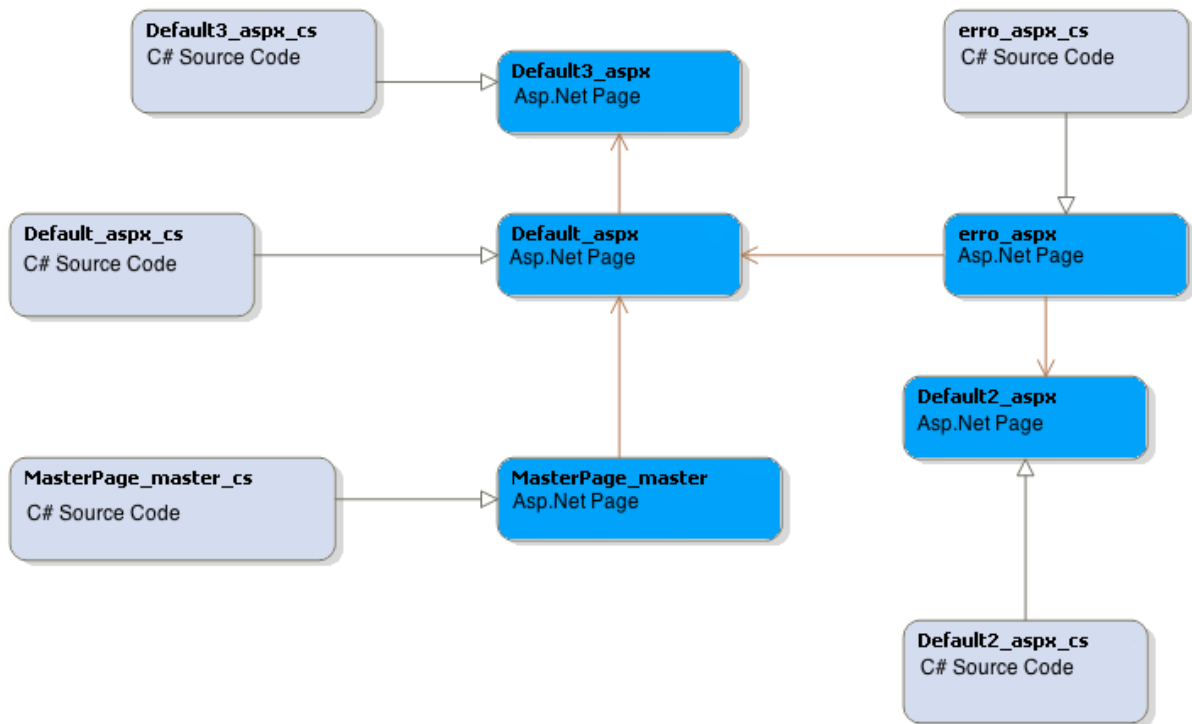 Default3_aspx_cs
C# Source Code
Default3_aspx
Asp.Net Page
erro_aspx_cs
C# Source Code
Default_aspx_cs
C# Source Code
Default_aspx
Asp.Net Page
erro_aspx
Asp.Net Page
Default2_aspx
Asp.Net Page
MasterPage_master_cs
C# Source Code
MasterPage_master
Asp.Net Page
Default2_aspx_cs
C# Source Code